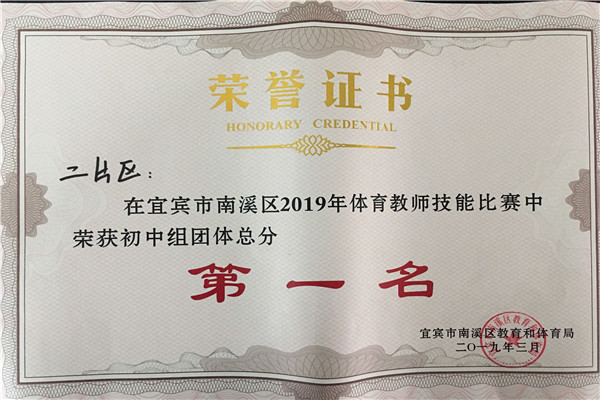 荣誉证书
HONORARY CREDENTIAL
二片区：
在宜宾市南溪区2019年体育教师技能比赛中
荣获初中组团体总分
第一名
宜宾市南溪区教育和体育局
二〇一九年三月